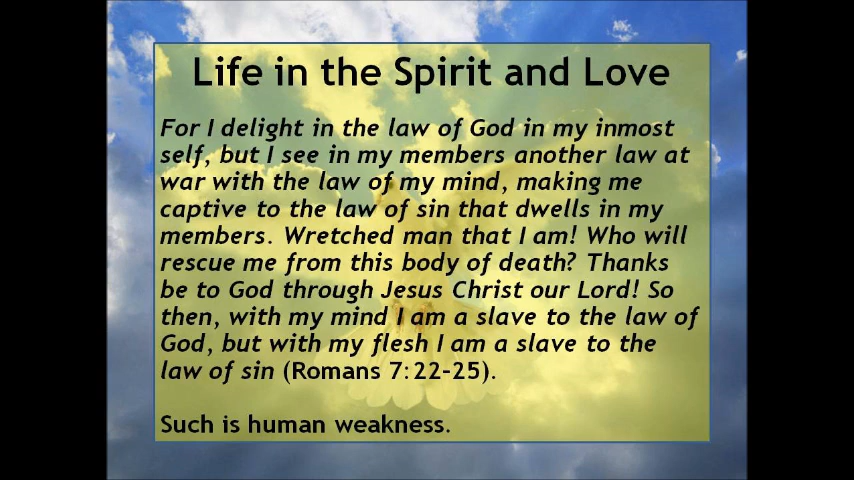 Life in the Spirit and Love
For I delight in the law of God in my inmost
self, but I see in my members another law at
war with the law of my mind, making me
captive to the law of sin that dwells in my
members. Wretched man that I am! Who will
rescue me from this body of death? Thanks
be to God through Jesus Christ our Lord! So
then, with my mind I am a slave to the law of
God, but with my flesh I am a slave to the
law of sin (Romans 7:22–25).
Such is human weakness.